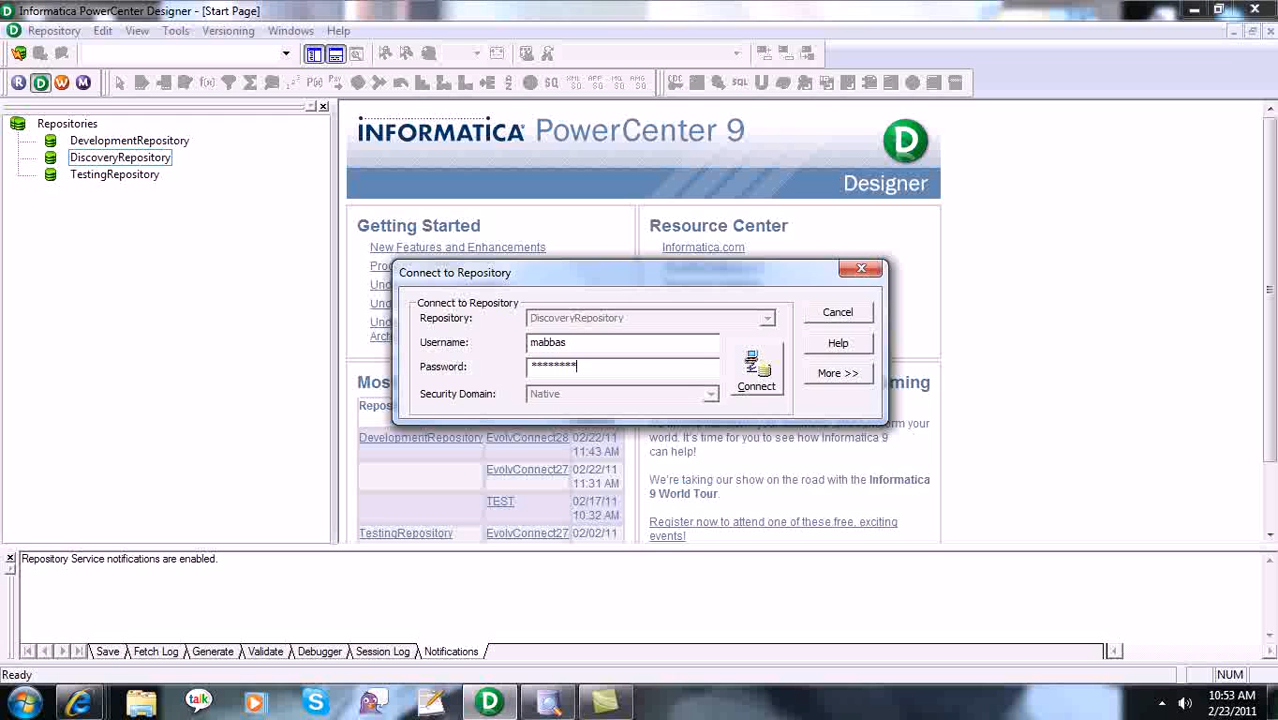 Informatica PowerCenter Designer - [Start Page]
Repository Edit View Tools Versioning Windows Help
R D W M
Repositories
DevelopmentRepository
DiscoveryRepository
TestingRepository
INFORMATICA PowerCenter 9
D
Designer
Getting Started
New Features and Enhancements
Resource Center
Informatica.com
Connect to Repository
Connect to Repository
Repository: DiscoveryRepository
Username: mabbas
Password: ********
Security Domain: Native
Connect
Cancel
Help
More >>
DevelopmentRepository EvolvConnect28 02/22/11
11:43 AM
EvolvConnect27 02/22/11
11:31 AM
TEST 02/17/11
10:32 AM
TestingRepository EvolvConnect27 02/02/11
your
world. It's time for you to see how Informatica 9
can help!
We're taking our show on the road with the Informatica
9 World Tour.
Register now to attend one of these free, exciting
events!
Repository Service notifications are enabled.
Save Fetch Log Generate Validate Debugger Session Log Notifications
Ready
NUM
talk
10:53 AM
2/23/2011